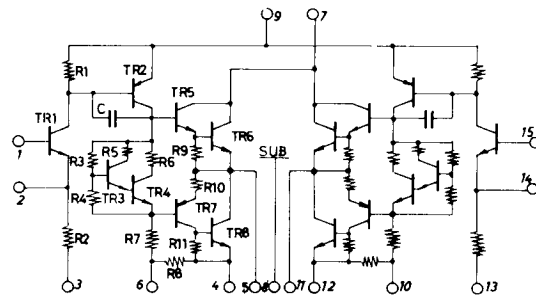 9 7
R1 TR2
TR5
C
TR1 TR6
1 R9 SUB 15
R3 R5 R6
R10 14
2 R4 TR3 TR4 TR7
R2 R7 R11 TR8
R8
3 6 4 5 8 11 12 10 13